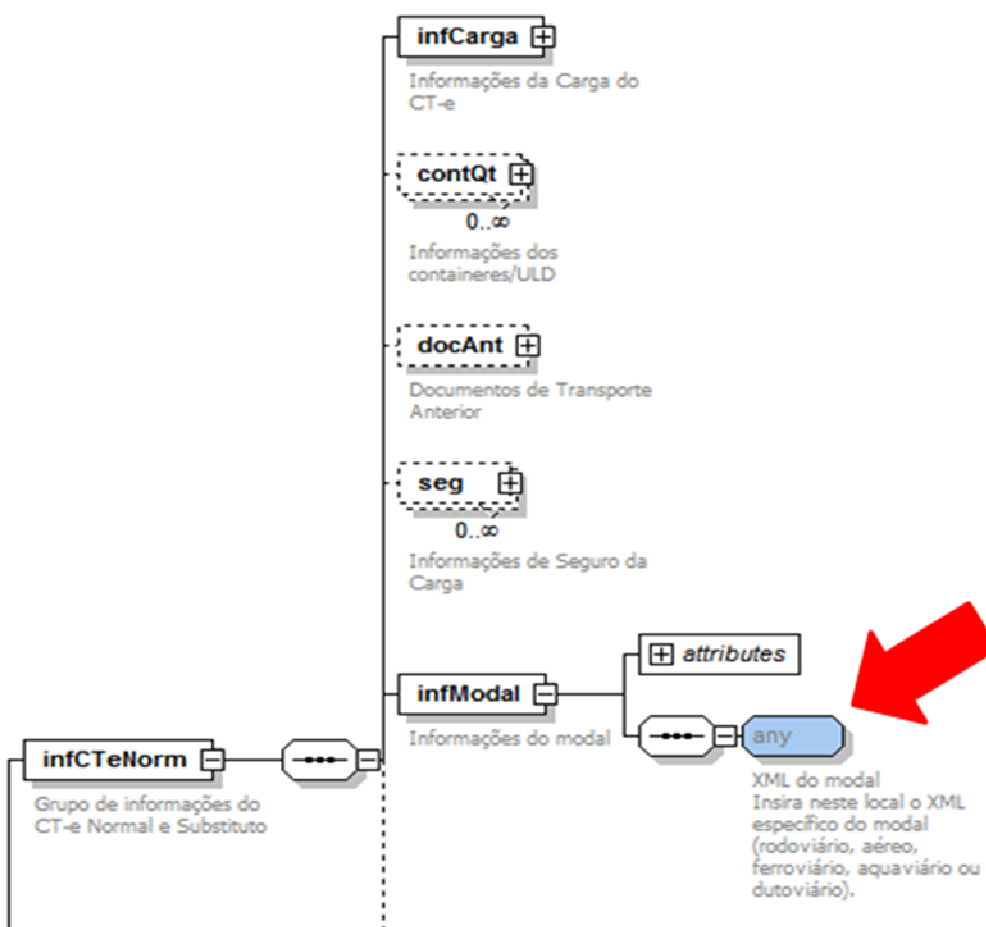 infCarga
Informações da Carga do
CT-e
contQt
0..∞
Informações dos
containeres/ULD
docAnt
Documentos de Transporte
Anterior
seg
0..∞
Informações de Seguro da
Carga
attributes
infModal
Informações do modal
any
XML do modal
Insira neste local o XML
específico do modal
(rodoviário, aéreo,
ferroviário, aquaviário ou
dutoviário).
infCTeNorm
Grupo de informações do
CT-e Normal e Substituto